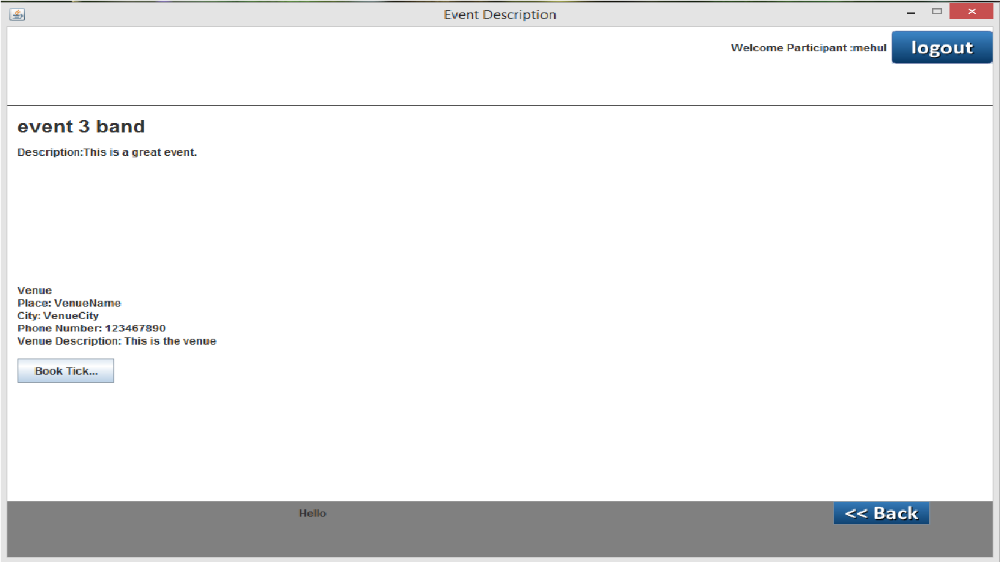 Event Description
Welcome Participant :mehul
logout
event 3 band
Description:This is a great event.
Venue
Place: VenueName
City: VenueCity
Phone Number: 123467890
Venue Description: This is the venue
Book Tick...
Hello
<< Back